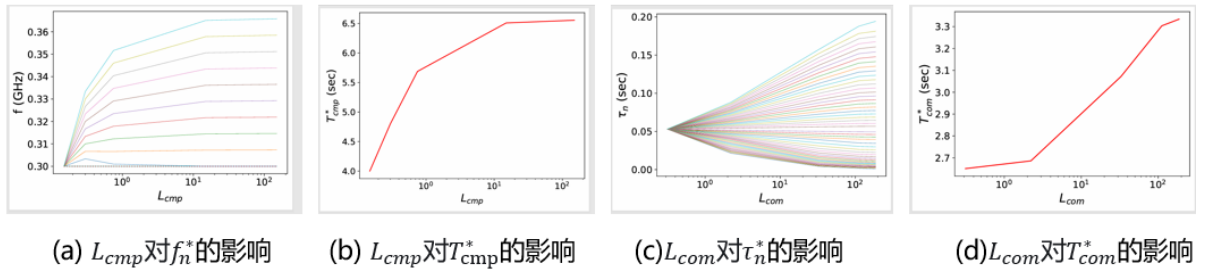 0.36
0.35
0.34
0.33
0.32
0.31
0.30
f (GHz)
10⁰ 10¹ 10²
L_cmp
6.5
6.0
5.5
5.0
4.5
4.0
T*_cmp (sec)
10⁰ 10¹ 10²
L_cmp
0.20
0.15
0.10
0.05
0.00
τ_n (sec)
10⁰ 10¹ 10²
L_com
3.3
3.2
3.1
3.0
2.9
2.8
2.7
T*_com (sec)
10⁰ 10¹ 10²
L_com
(a) L_cmp对f*_n的影响
(b) L_cmp对T*_cmp的影响
(c)L_com对τ*_n的影响
(d)L_com对T*_com的影响